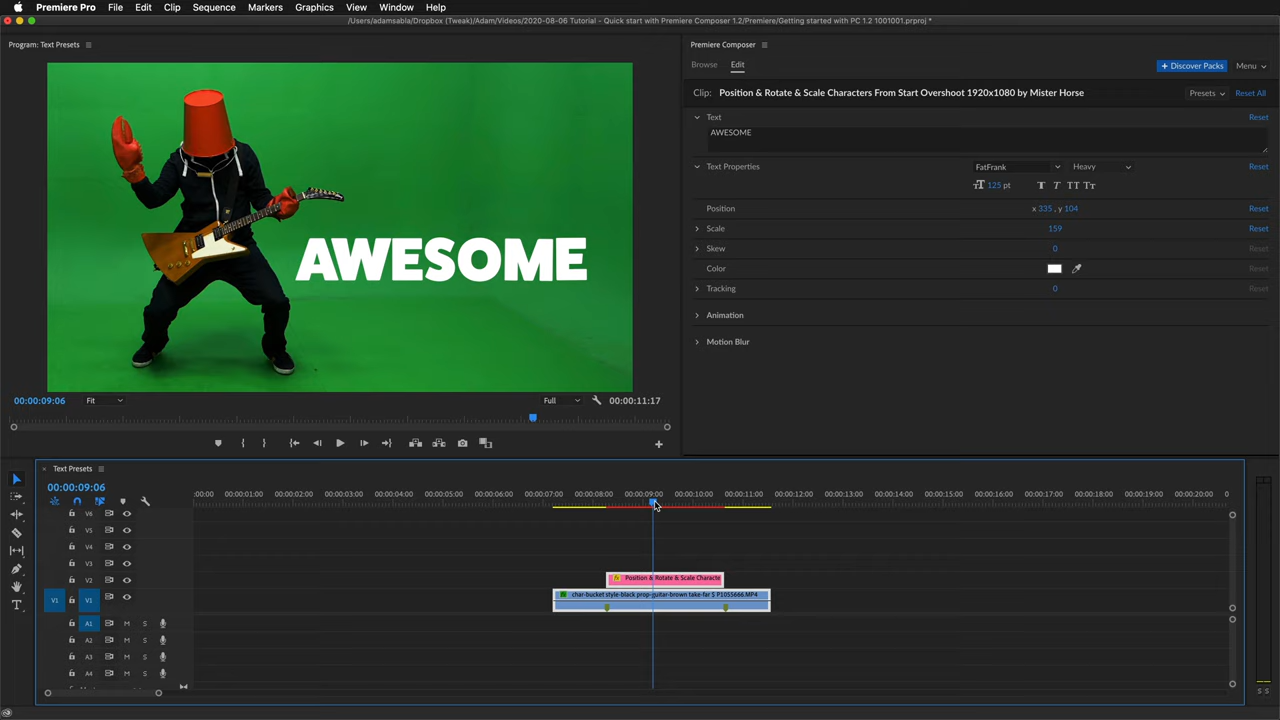 Premiere Pro File Edit Clip Sequence Markers Graphics View Window Help
/Users/adamsabla/Dropbox (Tweak)/Adam/Videos/2020-08-06 Tutorial - Quick start with Premiere Composer 1.2/Premiere/Getting started with PC 1.2 1001001.prproj *
Program: Text Presets
Premiere Composer
Browse Edit
+ Discover Packs Menu
Clip: Position & Rotate & Scale Characters From Start Overshoot 1920x1080 by Mister Horse
Presets Reset All
Text Reset
AWESOME
Text Properties FatFrank Heavy Reset
125 pt T T TT Tr
Position x 335 , y 104 Reset
Scale 159 Reset
Skew 0 Reset
Color Reset
Tracking 0 Reset
Animation
Motion Blur
AWESOME
00:00:09:06 Fit Full 00:00:11:17
Text Presets
00:00:09:06
:00:00 00:00:01:00 00:00:02:00 00:00:03:00 00:00:04:00 00:00:05:00 00:00:06:00 00:00:07:00 00:00:08:00 00:00:09:00 00:00:10:00 00:00:11:00 00:00:12:00 00:00:13:00 00:00:14:00 00:00:15:00 00:00:16:00 00:00:17:00 00:00:18:00 00:00:19:00 00:00:20:00 0
V6
V5
V4
V3
V2 fx Position & Rotate & Scale Characte
V1 V1 fx char-bucket style-black prop-guitar-brown take-far $ P1055666.MP4
A1 M S
A2 M S
A3 M S
A4 M S
S S